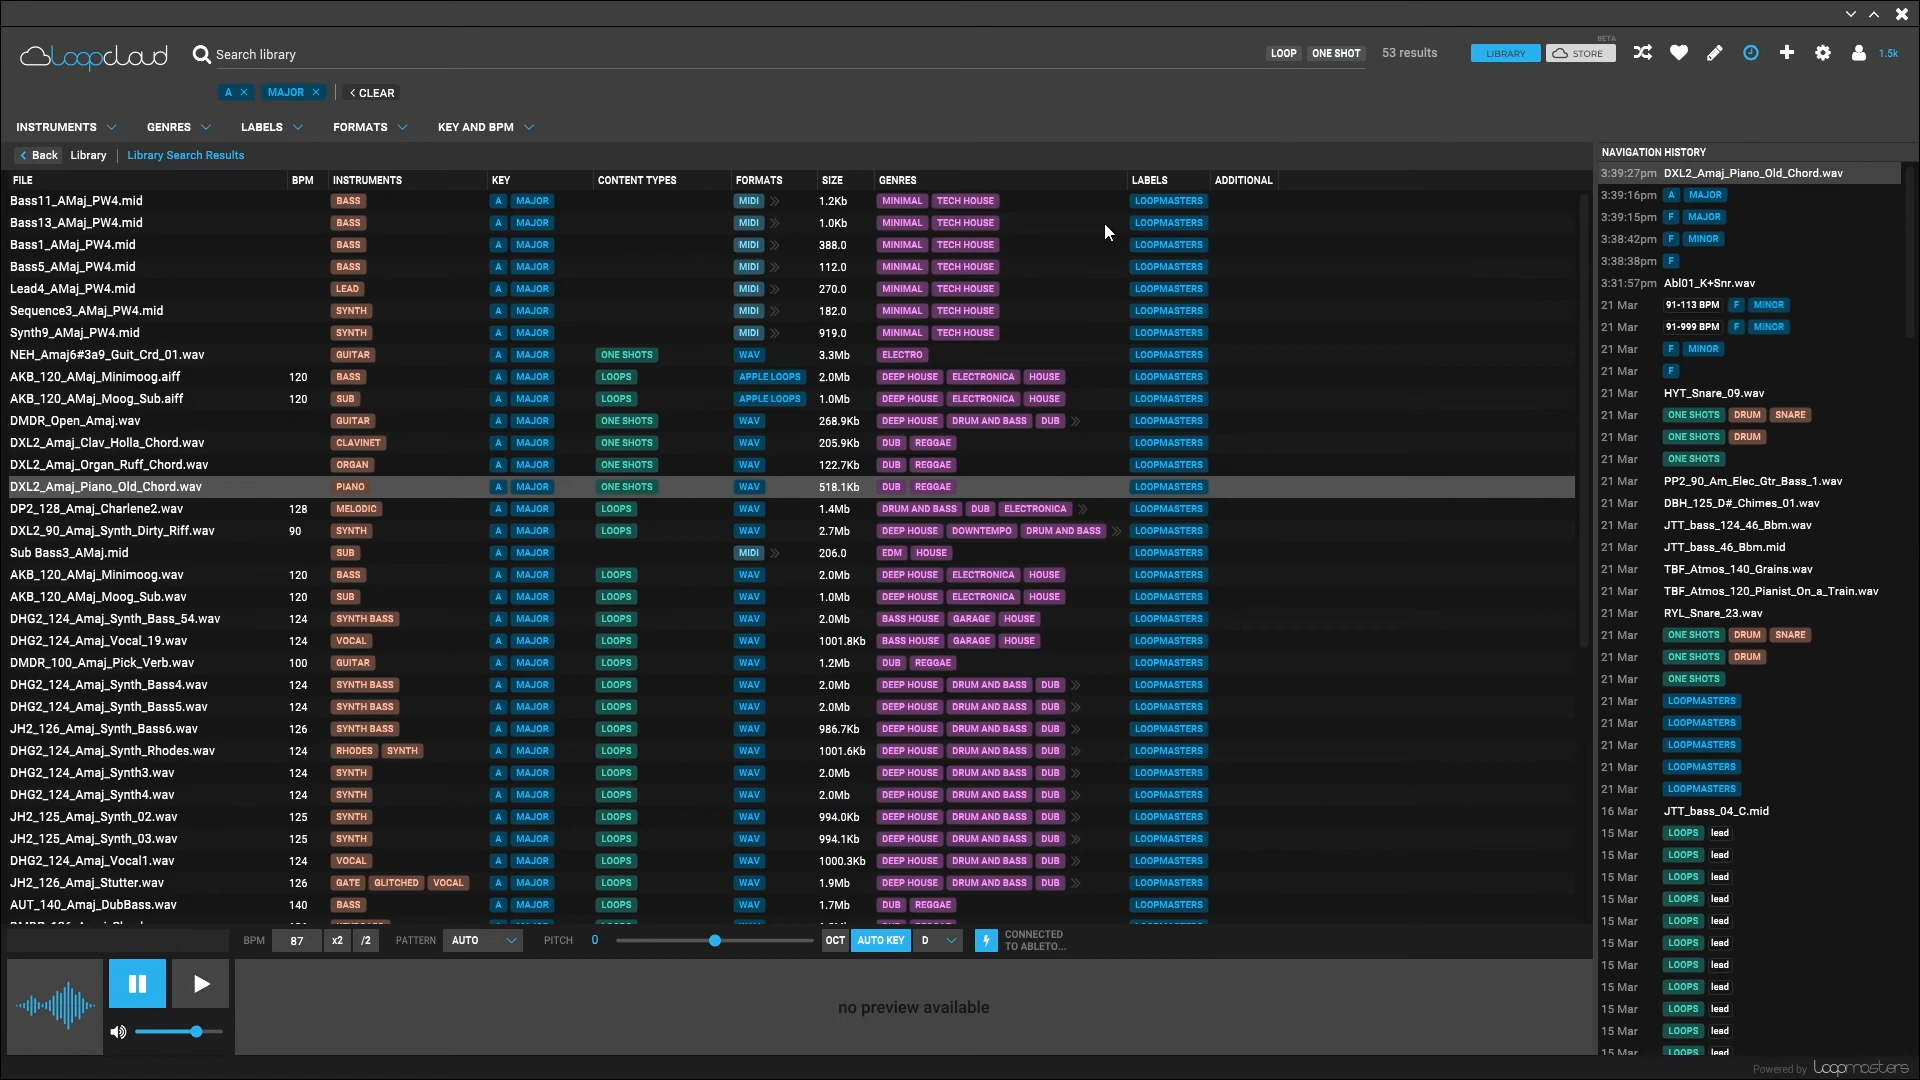 BETA
Loopcloud Search library LOOP ONE SHOT 53 results LIBRARY STORE 1.5k
A × MAJOR × < CLEAR
INSTRUMENTS GENRES LABELS FORMATS KEY AND BPM
< Back Library | Library Search Results
FILE BPM INSTRUMENTS KEY CONTENT TYPES FORMATS SIZE GENRES LABELS ADDITIONAL
Bass11_AMaj_PW4.mid BASS A MAJOR MIDI 1.2Kb MINIMAL TECH HOUSE LOOPMASTERS
Bass13_AMaj_PW4.mid BASS A MAJOR MIDI 1.0Kb MINIMAL TECH HOUSE LOOPMASTERS
Bass1_AMaj_PW4.mid BASS A MAJOR MIDI 388.0 MINIMAL TECH HOUSE LOOPMASTERS
Bass5_AMaj_PW4.mid BASS A MAJOR MIDI 112.0 MINIMAL TECH HOUSE LOOPMASTERS
Lead4_AMaj_PW4.mid LEAD A MAJOR MIDI 270.0 MINIMAL TECH HOUSE LOOPMASTERS
Sequence3_AMaj_PW4.mid SYNTH A MAJOR MIDI 182.0 MINIMAL TECH HOUSE LOOPMASTERS
Synth9_AMaj_PW4.mid SYNTH A MAJOR MIDI 919.0 MINIMAL TECH HOUSE LOOPMASTERS
NEH_Amaj6#3a9_Guit_Crd_01.wav GUITAR A MAJOR ONE SHOTS WAV 3.3Mb ELECTRO LOOPMASTERS
AKB_120_AMaj_Minimoog.aiff 120 BASS A MAJOR LOOPS APPLE LOOPS 2.0Mb DEEP HOUSE ELECTRONICA HOUSE LOOPMASTERS
AKB_120_AMaj_Moog_Sub.aiff 120 SUB A MAJOR LOOPS APPLE LOOPS 1.0Mb DEEP HOUSE ELECTRONICA HOUSE LOOPMASTERS
DMDR_Open_Amaj.wav GUITAR A MAJOR ONE SHOTS WAV 268.9Kb DEEP HOUSE DRUM AND BASS DUB LOOPMASTERS
DXL2_Amaj_Clav_Holla_Chord.wav CLAVINET A MAJOR ONE SHOTS WAV 205.9Kb DUB REGGAE LOOPMASTERS
DXL2_Amaj_Organ_Ruff_Chord.wav ORGAN A MAJOR ONE SHOTS WAV 122.7Kb DUB REGGAE LOOPMASTERS
DXL2_Amaj_Piano_Old_Chord.wav PIANO A MAJOR ONE SHOTS WAV 518.1Kb DUB REGGAE LOOPMASTERS
DP2_128_Amaj_Charlene2.wav 128 MELODIC A MAJOR LOOPS WAV 1.4Mb DRUM AND BASS DUB ELECTRONICA LOOPMASTERS
DXL2_90_Amaj_Synth_Dirty_Riff.wav 90 SYNTH A MAJOR LOOPS WAV 2.7Mb DEEP HOUSE DOWNTEMPO DRUM AND BASS LOOPMASTERS
Sub Bass3_AMaj.mid SUB A MAJOR MIDI 206.0 EDM HOUSE LOOPMASTERS
AKB_120_AMaj_Minimoog.wav 120 BASS A MAJOR LOOPS WAV 2.0Mb DEEP HOUSE ELECTRONICA HOUSE LOOPMASTERS
AKB_120_AMaj_Moog_Sub.wav 120 SUB A MAJOR LOOPS WAV 1.0Mb DEEP HOUSE ELECTRONICA HOUSE LOOPMASTERS
DHG2_124_Amaj_Synth_Bass_54.wav 124 SYNTH BASS A MAJOR LOOPS WAV 2.0Mb BASS HOUSE GARAGE HOUSE LOOPMASTERS
DHG2_124_Amaj_Vocal_19.wav 124 VOCAL A MAJOR LOOPS WAV 1001.8Kb BASS HOUSE GARAGE HOUSE LOOPMASTERS
DMDR_100_Amaj_Pick_Verb.wav 100 GUITAR A MAJOR LOOPS WAV 1.2Mb DUB REGGAE LOOPMASTERS
DHG2_124_Amaj_Synth_Bass4.wav 124 SYNTH BASS A MAJOR LOOPS WAV 2.0Mb DEEP HOUSE DRUM AND BASS DUB LOOPMASTERS
DHG2_124_Amaj_Synth_Bass5.wav 124 SYNTH BASS A MAJOR LOOPS WAV 2.0Mb DEEP HOUSE DRUM AND BASS DUB LOOPMASTERS
JH2_126_Amaj_Synth_Bass6.wav 126 SYNTH BASS A MAJOR LOOPS WAV 986.7Kb DEEP HOUSE DRUM AND BASS DUB LOOPMASTERS
DHG2_124_Amaj_Synth_Rhodes.wav 124 RHODES SYNTH A MAJOR LOOPS WAV 1001.6Kb DEEP HOUSE DRUM AND BASS DUB LOOPMASTERS
DHG2_124_Amaj_Synth3.wav 124 SYNTH A MAJOR LOOPS WAV 2.0Mb DEEP HOUSE DRUM AND BASS DUB LOOPMASTERS
DHG2_124_Amaj_Synth4.wav 124 SYNTH A MAJOR LOOPS WAV 2.0Mb DEEP HOUSE DRUM AND BASS DUB LOOPMASTERS
JH2_125_Amaj_Synth_02.wav 125 SYNTH A MAJOR LOOPS WAV 994.0Kb DEEP HOUSE DRUM AND BASS DUB LOOPMASTERS
JH2_125_Amaj_Synth_03.wav 125 SYNTH A MAJOR LOOPS WAV 994.1Kb DEEP HOUSE DRUM AND BASS DUB LOOPMASTERS
DHG2_124_Amaj_Vocal1.wav 124 VOCAL A MAJOR LOOPS WAV 1000.3Kb DEEP HOUSE DRUM AND BASS DUB LOOPMASTERS
JH2_126_Amaj_Stutter.wav 126 GATE GLITCHED VOCAL A MAJOR LOOPS WAV 1.9Mb DEEP HOUSE DRUM AND BASS DUB LOOPMASTERS
AUT_140_Amaj_DubBass.wav 140 BASS A MAJOR LOOPS WAV 1.7Mb DUB REGGAE LOOPMASTERS
BPM 87 x2 /2 PATTERN AUTO PITCH 0 OCT AUTO KEY D CONNECTED
TO ABLETO...
no preview available
NAVIGATION HISTORY
3:39:27pm DXL2_Amaj_Piano_Old_Chord.wav
3:39:16pm A MAJOR
3:39:15pm F MAJOR
3:38:42pm F MINOR
3:38:38pm F
3:31:57pm Abl01_K+Snr.wav
21 Mar 91-113 BPM F MINOR
21 Mar 91-999 BPM F MINOR
21 Mar F MINOR
21 Mar F
21 Mar HYT_Snare_09.wav
21 Mar ONE SHOTS DRUM SNARE
21 Mar ONE SHOTS DRUM
21 Mar ONE SHOTS
21 Mar PP2_90_Am_Elec_Gtr_Bass_1.wav
21 Mar DBH_125_D#_Chimes_01.wav
21 Mar JTT_bass_124_46_Bbm.wav
21 Mar JTT_bass_46_Bbm.mid
21 Mar TBF_Atmos_140_Grains.wav
21 Mar TBF_Atmos_120_Pianist_On_a_Train.wav
21 Mar RYL_Snare_23.wav
21 Mar ONE SHOTS DRUM SNARE
21 Mar ONE SHOTS DRUM
21 Mar ONE SHOTS
21 Mar LOOPMASTERS
21 Mar LOOPMASTERS
21 Mar LOOPMASTERS
21 Mar LOOPMASTERS
21 Mar LOOPMASTERS
16 Mar JTT_bass_04_C.mid
15 Mar LOOPS lead
15 Mar LOOPS lead
15 Mar LOOPS lead
15 Mar LOOPS lead
15 Mar LOOPS lead
15 Mar LOOPS lead
15 Mar LOOPS lead
15 Mar LOOPS lead
15 Mar LOOPS lead
15 Mar LOOPS lead
15 Mar LOOPS lead
Powered by Loopmasters